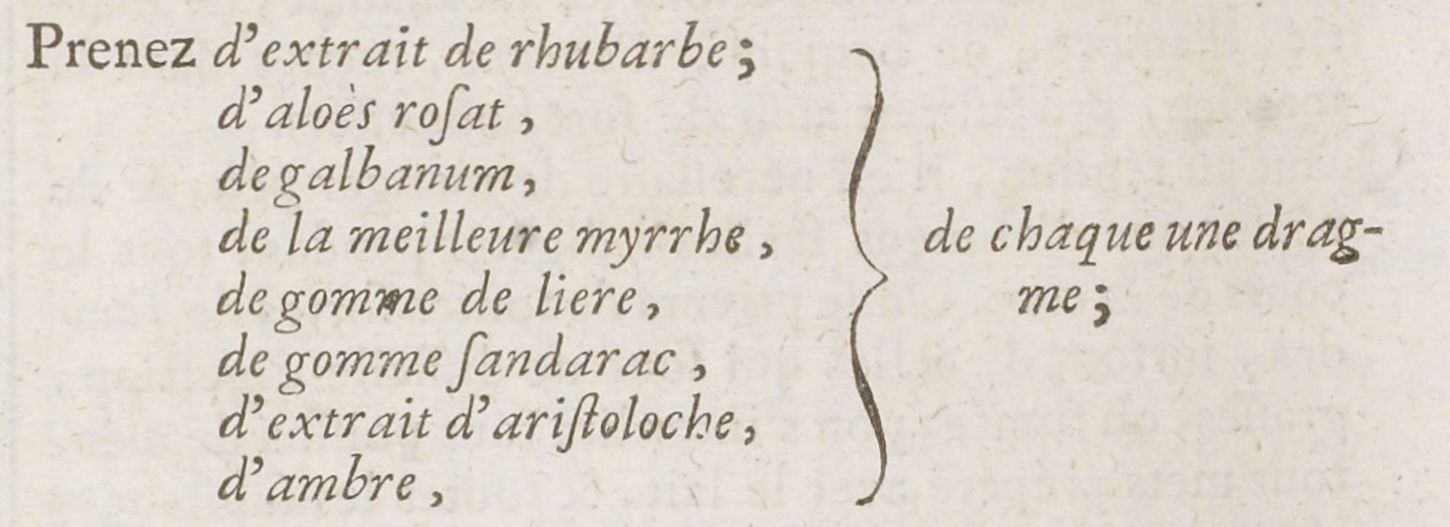 Prenez d'extrait de rhubarbe;
d'aloès roſat,
de galbanum,
de la meilleure myrrhe,
de gomme de liere,
de gomme ſandarac,
d'extrait d'ariſtoloche,
d'ambre,
de chaque une drag-
me;